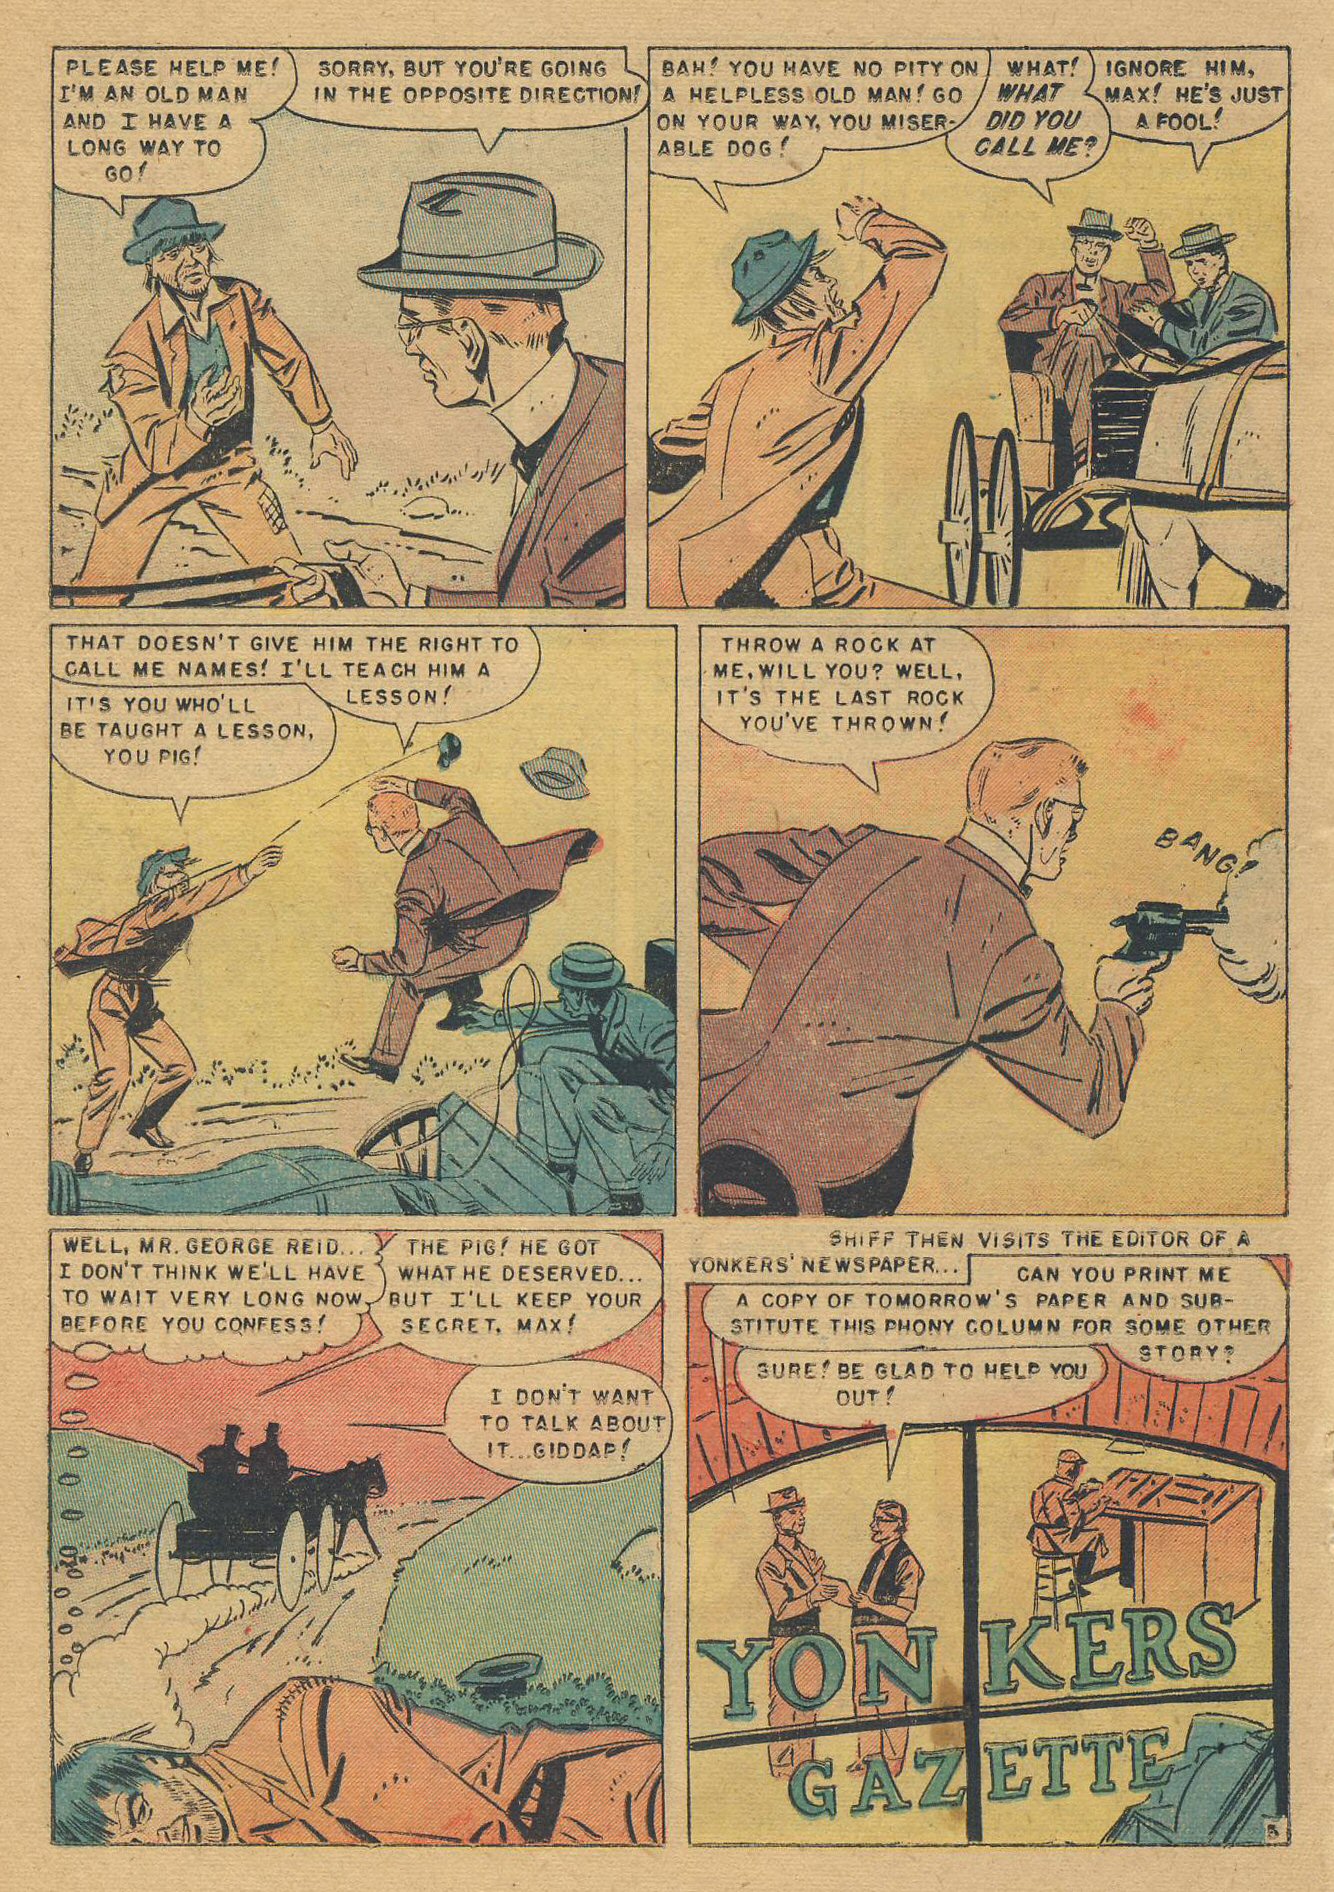 PLEASE HELP ME!
I'M AN OLD MAN
AND I HAVE A
LONG WAY TO
GO!
SORRY, BUT YOU'RE GOING
IN THE OPPOSITE DIRECTION!
BAH! YOU HAVE NO PITY ON
A HELPLESS OLD MAN! GO
ON YOUR WAY, YOU MISER-
ABLE DOG!
WHAT!
WHAT
DID YOU
CALL ME?
IGNORE HIM,
MAX! HE'S JUST
A FOOL!
THAT DOESN'T GIVE HIM THE RIGHT TO
CALL ME NAMES! I'LL TEACH HIM A
LESSON!
IT'S YOU WHO'LL
BE TAUGHT A LESSON,
YOU PIG!
THROW A ROCK AT
ME, WILL YOU? WELL,
IT'S THE LAST ROCK
YOU'VE THROWN!
BANG!
WELL, MR. GEORGE REID...
I DON'T THINK WE'LL HAVE
TO WAIT VERY LONG NOW
BEFORE YOU CONFESS!
THE PIG! HE GOT
WHAT HE DESERVED...
BUT I'LL KEEP YOUR
SECRET, MAX!
I DON'T WANT
TO TALK ABOUT
IT...GIDDAP!
SHIFF THEN VISITS THE EDITOR OF A
YONKERS' NEWSPAPER...
CAN YOU PRINT ME
A COPY OF TOMORROW'S PAPER AND SUB-
STITUTE THIS PHONY COLUMN FOR SOME OTHER
STORY?
SURE! BE GLAD TO HELP YOU
OUT!
YONKERS
GAZETTE